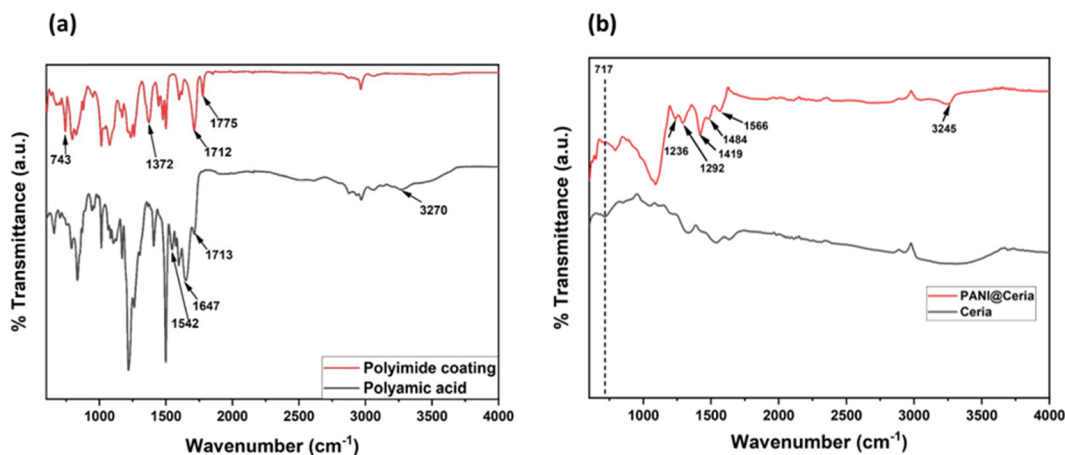 (a)
% Transmittance (a.u.)
743
1372
1712
1775
3270
1713
1647
1542
Polyimide coating
Polyamic acid
1000 1500 2000 2500 3000 3500 4000
Wavenumber (cm⁻¹)
(b)
% Transmittance (a.u.)
717
1236
1292
1419
1484
1566
3245
PANI@Ceria
Ceria
1000 1500 2000 2500 3000 3500 4000
Wavenumber (cm⁻¹)